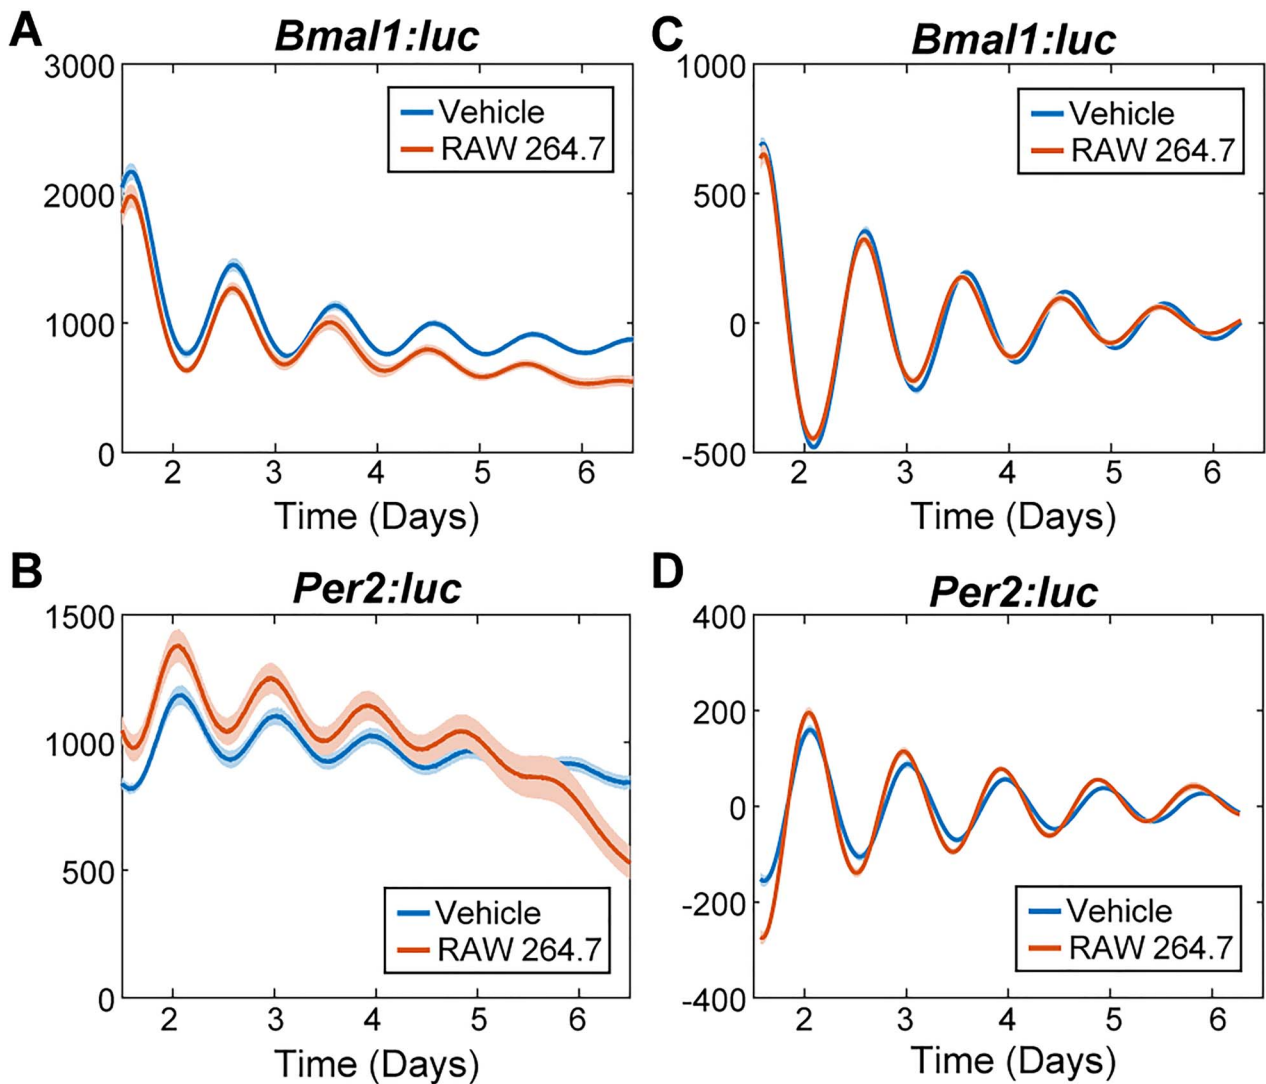 A
Bmal1:luc
3000
2000
1000
0
Vehicle
RAW 264.7
2 3 4 5 6
Time (Days)
C
Bmal1:luc
1000
500
0
-500
Vehicle
RAW 264.7
2 3 4 5 6
Time (Days)
B
Per2:luc
1500
1000
500
0
Vehicle
RAW 264.7
2 3 4 5 6
Time (Days)
D
Per2:luc
400
200
0
-200
-400
Vehicle
RAW 264.7
2 3 4 5 6
Time (Days)